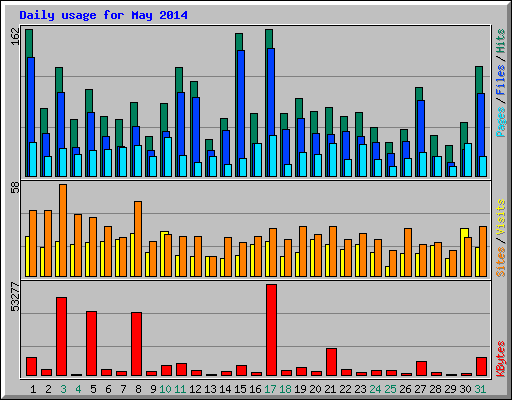 Daily usage for May 2014
162
Pages/Files/Hits
58
Sites/Visits
53277
KBytes
1 2 3 4 5 6 7 8 9 10 11 12 13 14 15 16 17 18 19 20 21 22 23 24 25 26 27 28 29 30 31